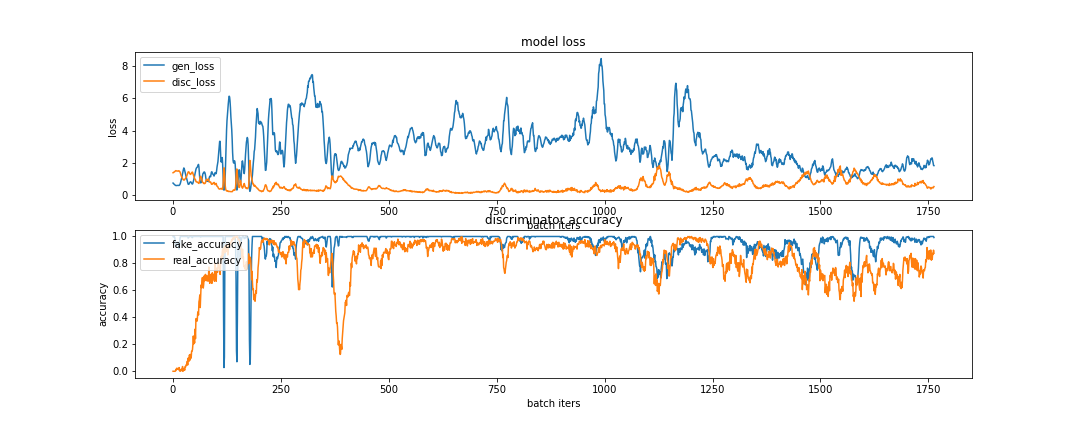 model loss
gen_loss
disc_loss
8
6
4
2
0
loss
0 250 500 750 1000 1250 1500 1750
batch iters
discriminator accuracy
fake_accuracy
real_accuracy
1.0
0.8
0.6
0.4
0.2
0.0
accuracy
0 250 500 750 1000 1250 1500 1750
batch iters